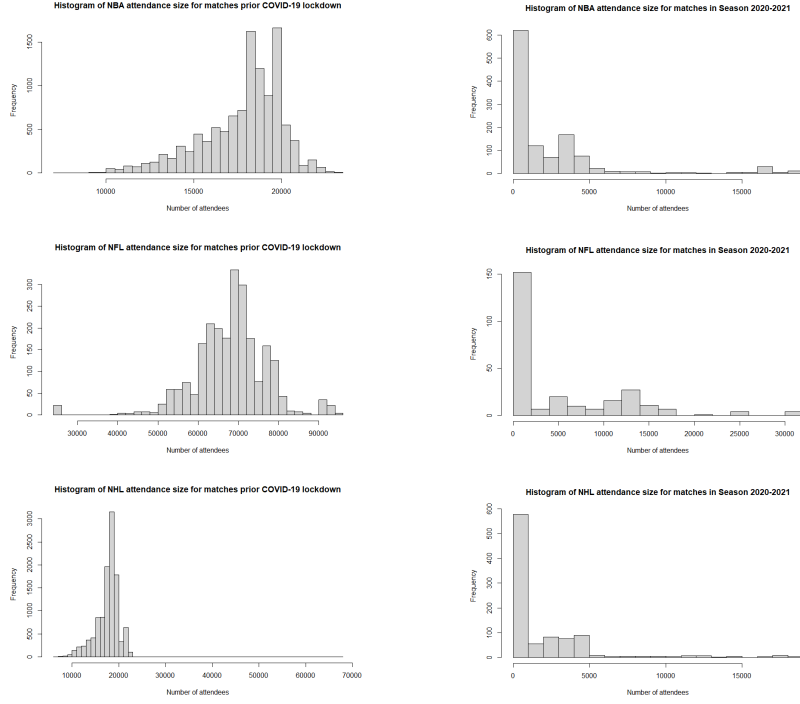 Histogram of NBA attendance size for matches prior COVID-19 lockdown
Frequency
0 500 1000 1500
10000 15000 20000
Number of attendees
Histogram of NBA attendance size for matches in Season 2020-2021
Frequency
0 100 200 300 400 500 600
0 5000 10000 15000
Number of attendees
Histogram of NFL attendance size for matches prior COVID-19 lockdown
Frequency
0 50 100 150 200 250 300
30000 40000 50000 60000 70000 80000 90000
Number of attendees
Histogram of NFL attendance size for matches in Season 2020-2021
Frequency
0 50 100 150
0 5000 10000 15000 20000 25000 30000
Number of attendees
Histogram of NHL attendance size for matches prior COVID-19 lockdown
Frequency
0 500 1000 1500 2000 2500 3000
10000 20000 30000 40000 50000 60000 70000
Number of attendees
Histogram of NHL attendance size for matches in Season 2020-2021
Frequency
0 100 200 300 400 500 600
0 5000 10000 15000
Number of attendees